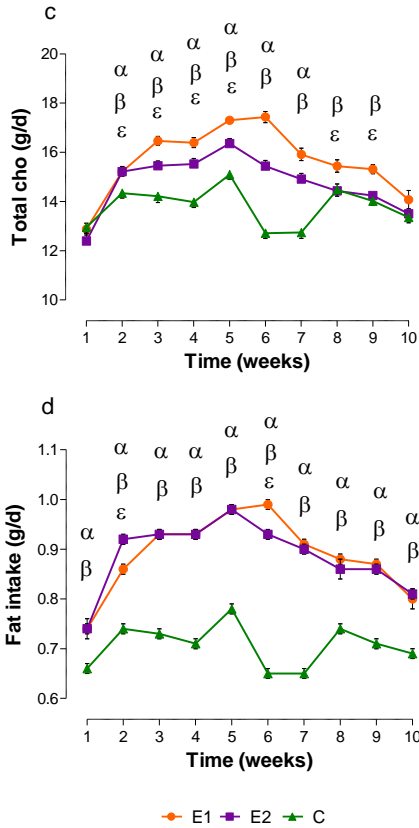 c
α α α α α α
β β β β β β β β
ε ε ε ε ε ε
20
18
16
14
12
10
Total cho (g/d)
1 2 3 4 5 6 7 8 9 10
Time (weeks)
d
α α α α α α α α α α
β β β β β β β β β β
ε ε
1.1
1.0
0.9
0.8
0.7
0.6
Fat intake (g/d)
1 2 3 4 5 6 7 8 9 10
Time (weeks)
E1 E2 C